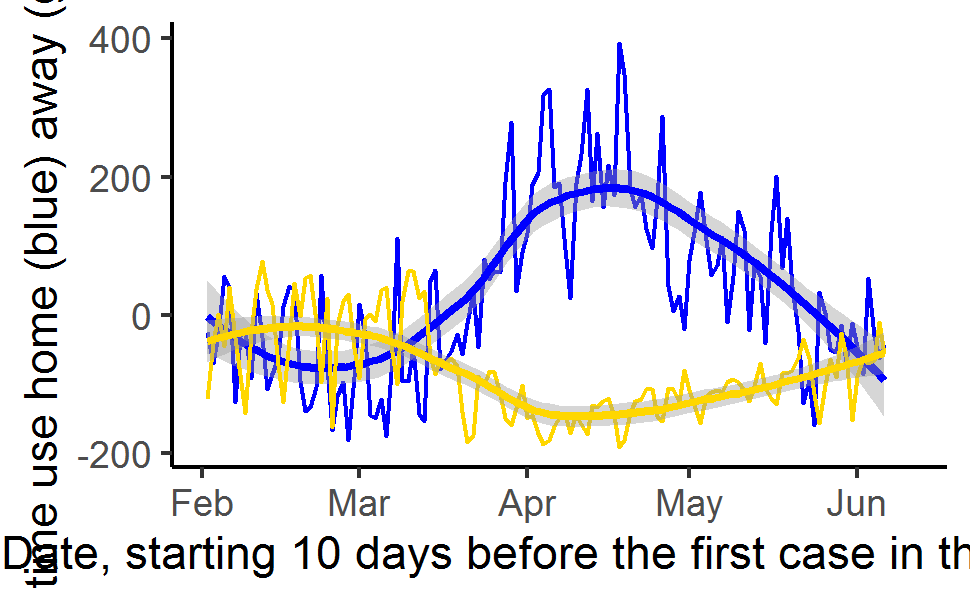 time use home (blue) away (
400
200
0
-200
Feb Mar Apr May Jun
Date, starting 10 days before the first case in th